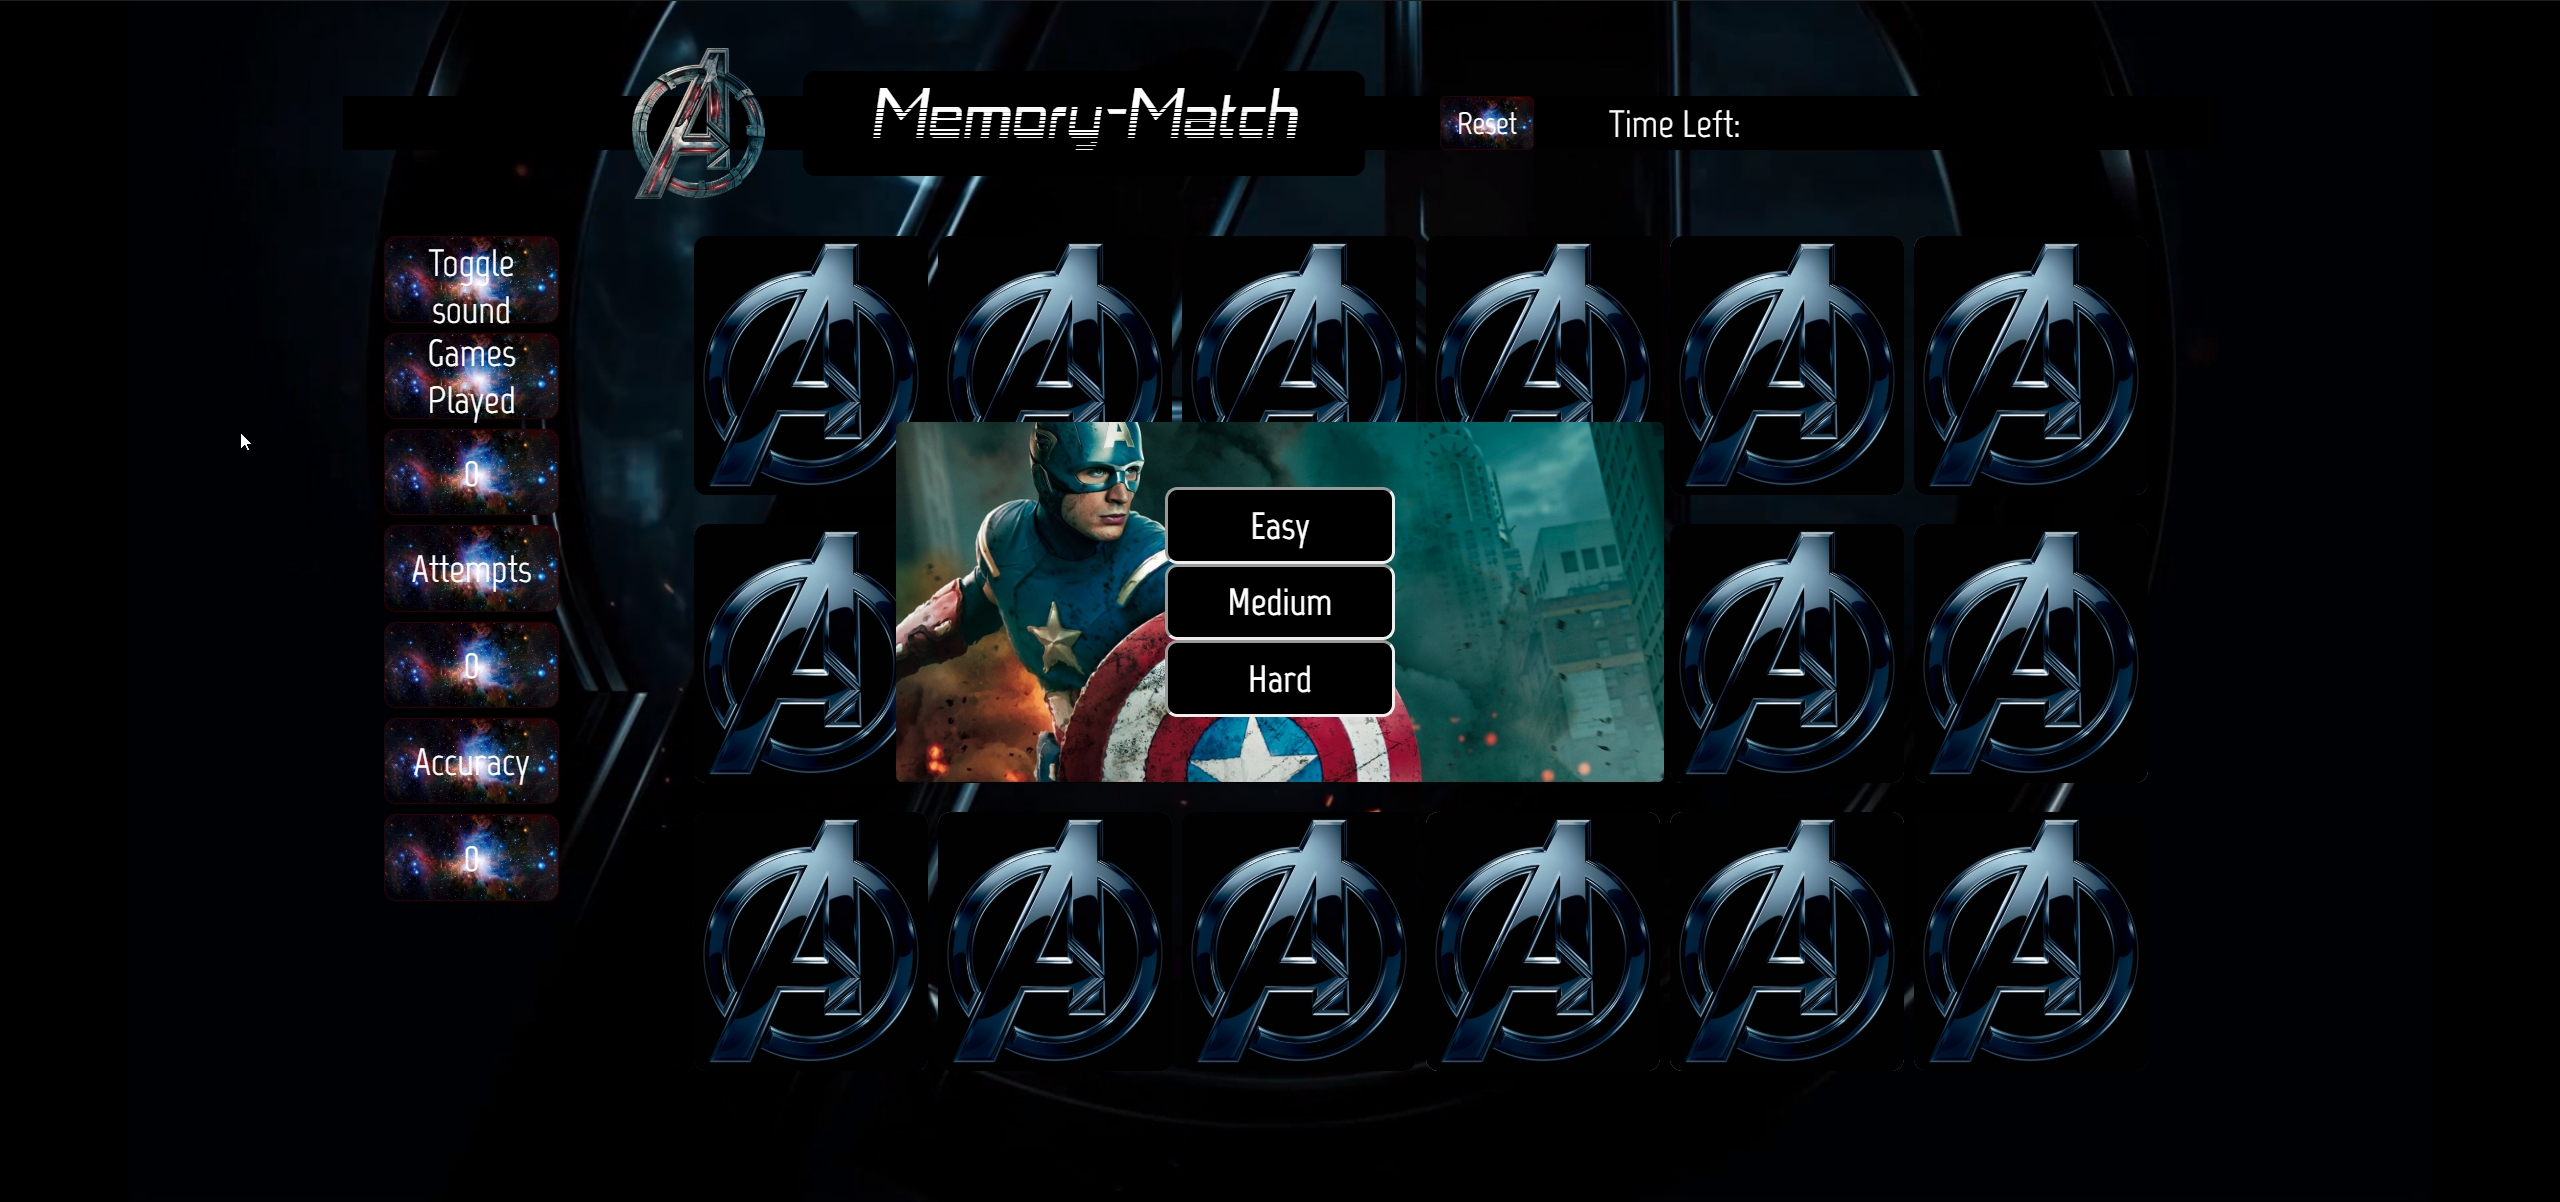 Memory-Match
Reset
Time Left:
Toggle
sound
Games
Played
0
Attempts
0
Accuracy
0
Easy
Medium
Hard